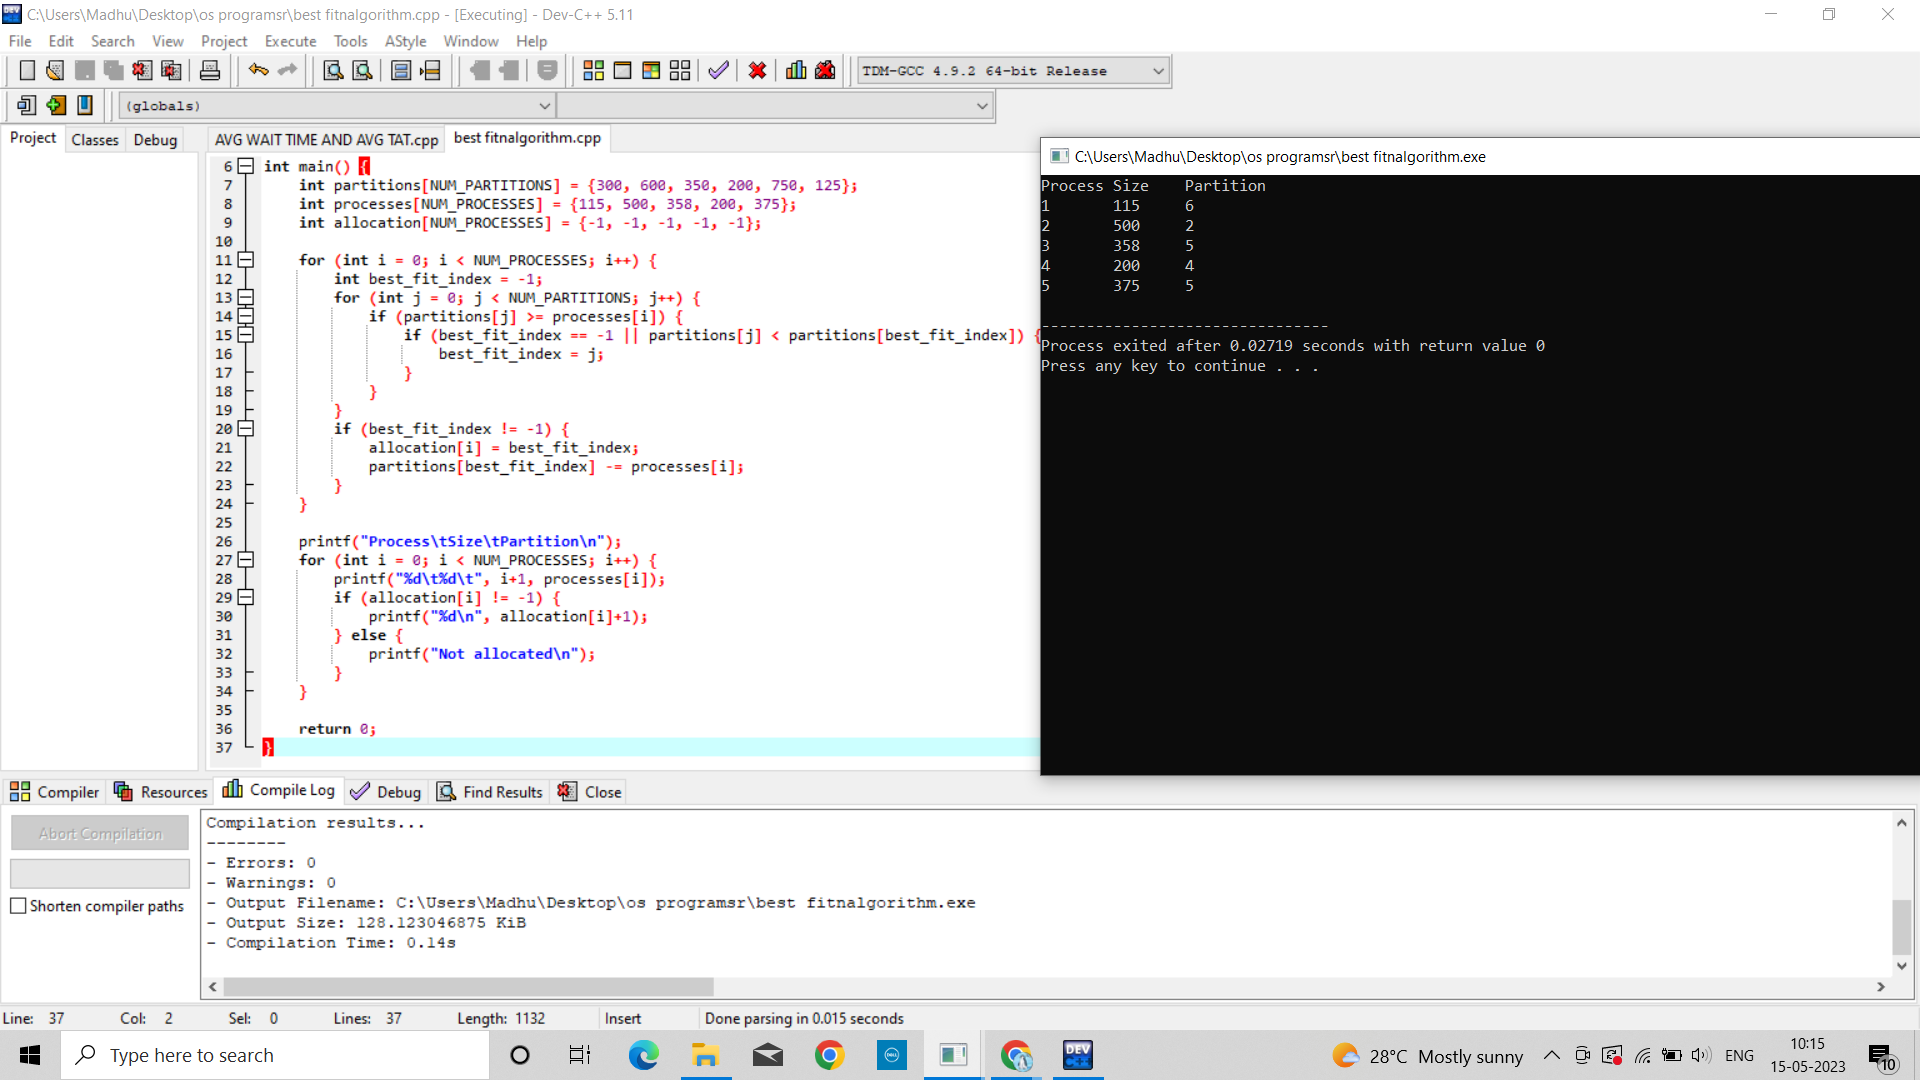 C:\Users\Madhu\Desktop\os programsr\best fitnalgorithm.cpp - [Executing] - Dev-C++ 5.11
File Edit Search View Project Execute Tools AStyle Window Help
TDM-GCC 4.9.2 64-bit Release
(globals)
Project Classes Debug
AVG WAIT TIME AND AVG TAT.cpp best fitnalgorithm.cpp
6 int main() {
7 int partitions[NUM_PARTITIONS] = {300, 600, 350, 200, 750, 125};
8 int processes[NUM_PROCESSES] = {115, 500, 358, 200, 375};
9 int allocation[NUM_PROCESSES] = {-1, -1, -1, -1, -1};
10
11 for (int i = 0; i < NUM_PROCESSES; i++) {
12 int best_fit_index = -1;
13 for (int j = 0; j < NUM_PARTITIONS; j++) {
14 if (partitions[j] >= processes[i]) {
15 if (best_fit_index == -1 || partitions[j] < partitions[best_fit_index]) {
16 best_fit_index = j;
17 }
18 }
19 }
20 if (best_fit_index != -1) {
21 allocation[i] = best_fit_index;
22 partitions[best_fit_index] -= processes[i];
23 }
24 }
25
26 printf("Process\tSize\tPartition\n");
27 for (int i = 0; i < NUM_PROCESSES; i++) {
28 printf("%d\t%d\t", i+1, processes[i]);
29 if (allocation[i] != -1) {
30 printf("%d\n", allocation[i]+1);
31 } else {
32 printf("Not allocated\n");
33 }
34 }
35
36 return 0;
37 }
C:\Users\Madhu\Desktop\os programsr\best fitnalgorithm.exe
Process Size Partition
1 115 6
2 500 2
3 358 5
4 200 4
5 375 5
--------------------------------
Process exited after 0.02719 seconds with return value 0
Press any key to continue . . .
Compiler Resources Compile Log Debug Find Results Close
Abort Compilation
Shorten compiler paths
Compilation results...
--------
- Errors: 0
- Warnings: 0
- Output Filename: C:\Users\Madhu\Desktop\os programsr\best fitnalgorithm.exe
- Output Size: 128.123046875 KiB
- Compilation Time: 0.14s
Line: 37 Col: 2 Sel: 0 Lines: 37 Length: 1132 Insert Done parsing in 0.015 seconds
Type here to search
DELL
DEV C++
28°C Mostly sunny
ENG
10:15
15-05-2023
10